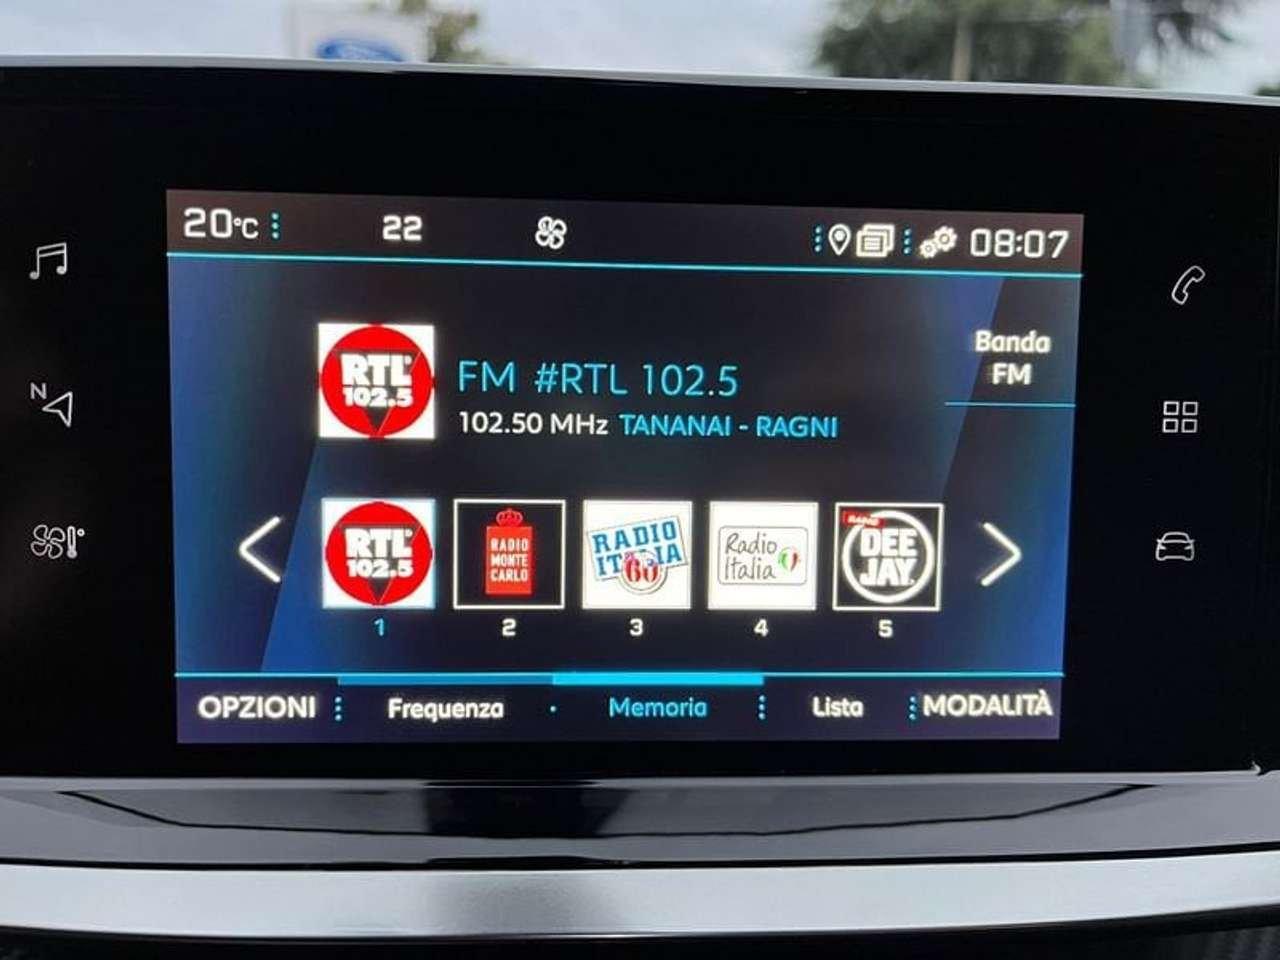 20°C
22
08:07
N
RTL
102.5
FM #RTL 102.5
102.50 MHz TANANAI - RAGNI
Banda
FM
RTL
102.5
RADIO
MONTE
CARLO
RADIO
ITALIA
60
Radio
Italia
RADIO
DEE
JAY
1
2
3
4
5
OPZIONI
Frequenza
Memoria
Lista
MODALITÀ